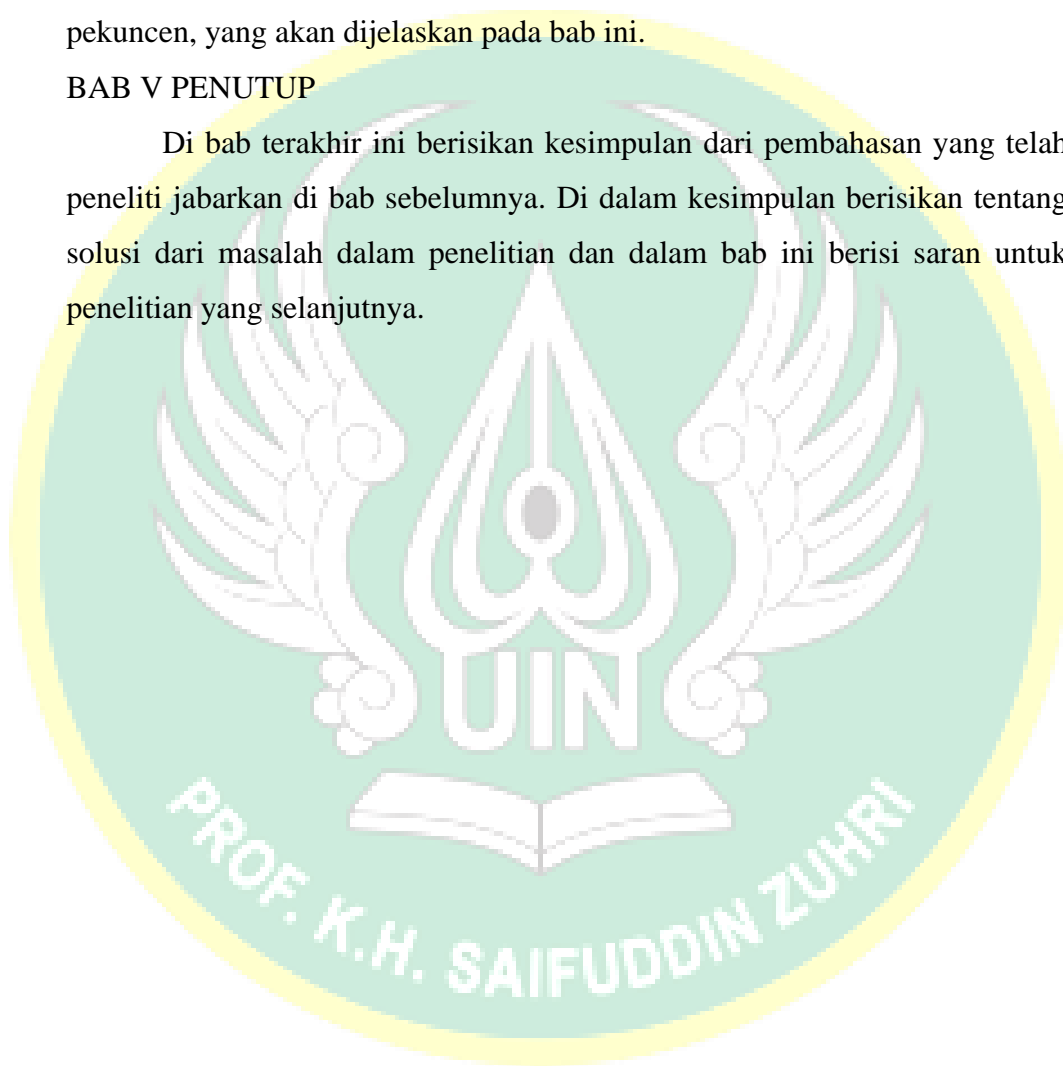 pekuncen, yang akan dijelaskan pada bab ini.
BAB V PENUTUP
Di bab terakhir ini berisikan kesimpulan dari pembahasan yang telah
peneliti jabarkan di bab sebelumnya. Di dalam kesimpulan berisikan tentang
solusi dari masalah dalam penelitian dan dalam bab ini berisi saran untuk
penelitian yang selanjutnya.
UIN
PROF. K.H. SAIFUDDIN ZUHRI